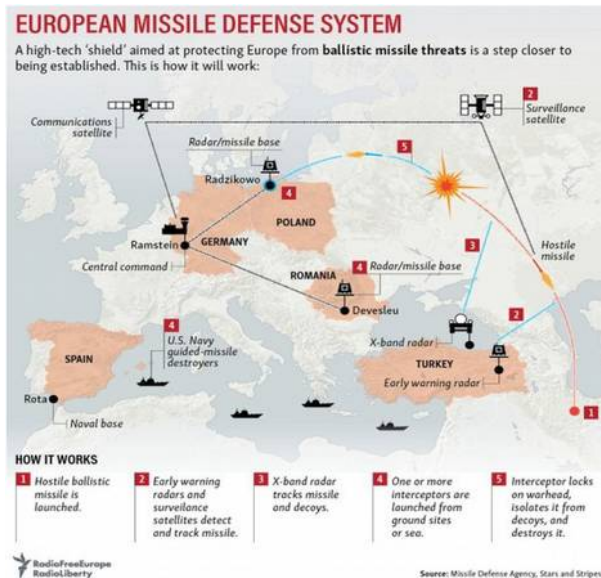 EUROPEAN MISSILE DEFENSE SYSTEM
A high-tech ‘shield’ aimed at protecting Europe from ballistic missile threats is a step closer to
being established. This is how it will work:
Communications
satellite
2
Surveillance
satellite
Radar/missile base
5
Radzikowo
4
POLAND
3
Hostile
missile
Ramstein
GERMANY
Central command
ROMANIA
4
Radar/missile base
2
Devesleu
4
U.S. Navy
guided-missile
destroyers
X-band radar
SPAIN
TURKEY
Early warning radar
Rota
1
Naval base
HOW IT WORKS
1 Hostile ballistic
missile is
launched.
2 Early warning
radars and
surveilance
satellites detect
and track missile.
3 X-band radar
tracks missile
and decoys.
4 One or more
interceptors are
launched from
ground sites
or sea.
5 Interceptor locks
on warhead,
isolates it from
decoys, and
destroys it.
RadioFreeEurope
RadioLiberty
Source: Missile Defense Agency, Stars and Stripes